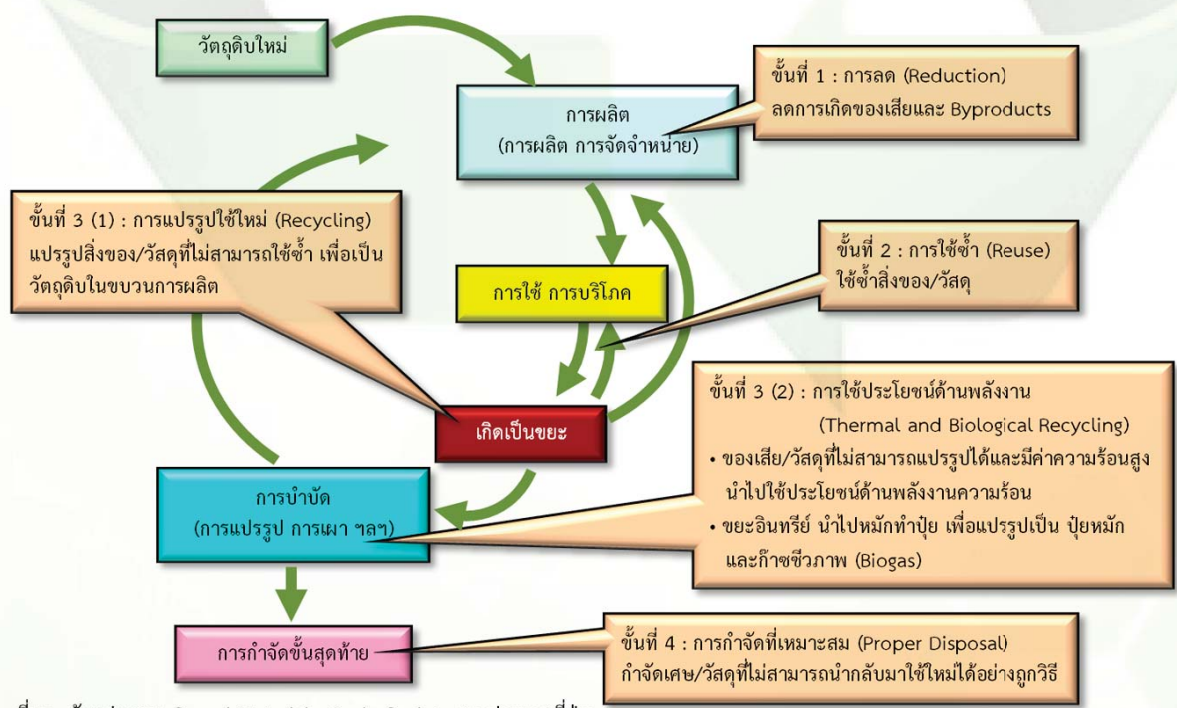 วัตถุดิบใหม่
ขั้นที่ 1 : การลด (Reduction)
ลดการเกิดของเสียและ Byproducts
การผลิต
(การผลิต การจัดจำหน่าย)
ขั้นที่ 3 (1) : การแปรรูปใช้ใหม่ (Recycling)
แปรรูปสิ่งของ/วัสดุที่ไม่สามารถใช้ซ้ำ เพื่อเป็น
วัตถุดิบในขบวนการผลิต
ขั้นที่ 2 : การใช้ซ้ำ (Reuse)
ใช้ซ้ำสิ่งของ/วัสดุ
การใช้ การบริโภค
ขั้นที่ 3 (2) : การใช้ประโยชน์ด้านพลังงาน
(Thermal and Biological Recycling)
• ของเสีย/วัสดุที่ไม่สามารถแปรรูปได้และมีค่าความร้อนสูง
นำไปใช้ประโยชน์ด้านพลังงานความร้อน
• ขยะอินทรีย์ นำไปหมักทำปุ๋ย เพื่อแปรรูปเป็น ปุ๋ยหมัก
และก๊าซชีวภาพ (Biogas)
เกิดเป็นขยะ
การบำบัด
(การแปรรูป การเผา ฯลฯ)
การกำจัดขั้นสุดท้าย
ขั้นที่ 4 : การกำจัดที่เหมาะสม (Proper Disposal)
กำจัดเศษ/วัสดุที่ไม่สามารถนำกลับมาใช้ใหม่ได้อย่างถูกวิธี